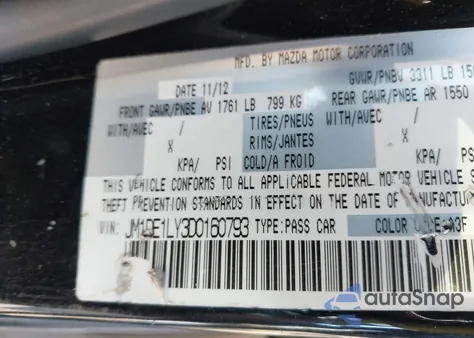 MFD. BY MAZDA MOTOR CORPORATION
DATE 11/12
GVWR/PNBV 3311 LB
FRONT GAWR/PNBE AV 1761 LB 799 KG
REAR GAWR/PNBE AR 1550
WITH/AVEC / TIRES/PNEUS WITH/AVEC /
X RIMS/JANTES X
KPA/ PSI COLD/A FROID KPA/ PSI
THIS VEHICLE CONFORMS TO ALL APPLICABLE FEDERAL MOTOR VEHICLE
THEFT PREVENTION STANDARDS IN EFFECT ON THE DATE OF
VIN: TYPE: PASS CAR COLOR
autoSnap